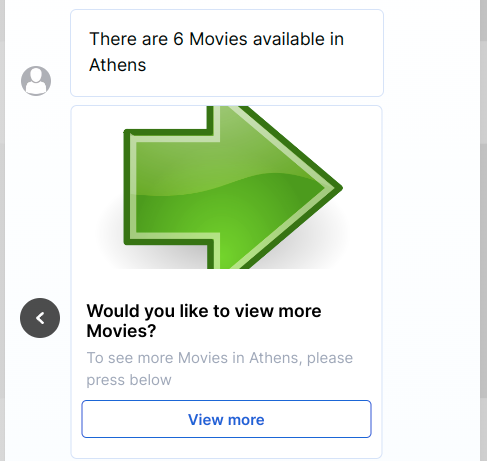 There are 6 Movies available in
Athens
Would you like to view more
Movies?
To see more Movies in Athens, please
press below
View more